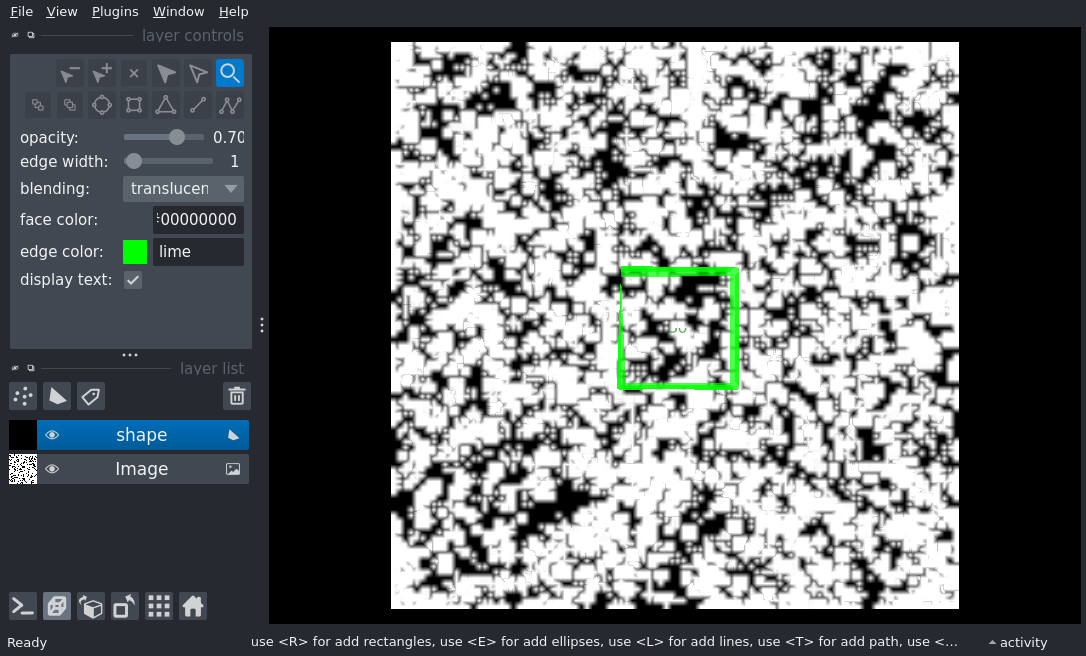 File View Plugins Window Help
layer controls
opacity: 0.70
edge width: 1
blending: translucen
face color: 00000000
edge color: lime
display text:
layer list
shape
Image
Ready
use <R> for add rectangles, use <E> for add ellipses, use <L> for add lines, use <T> for add path, use <...
activity